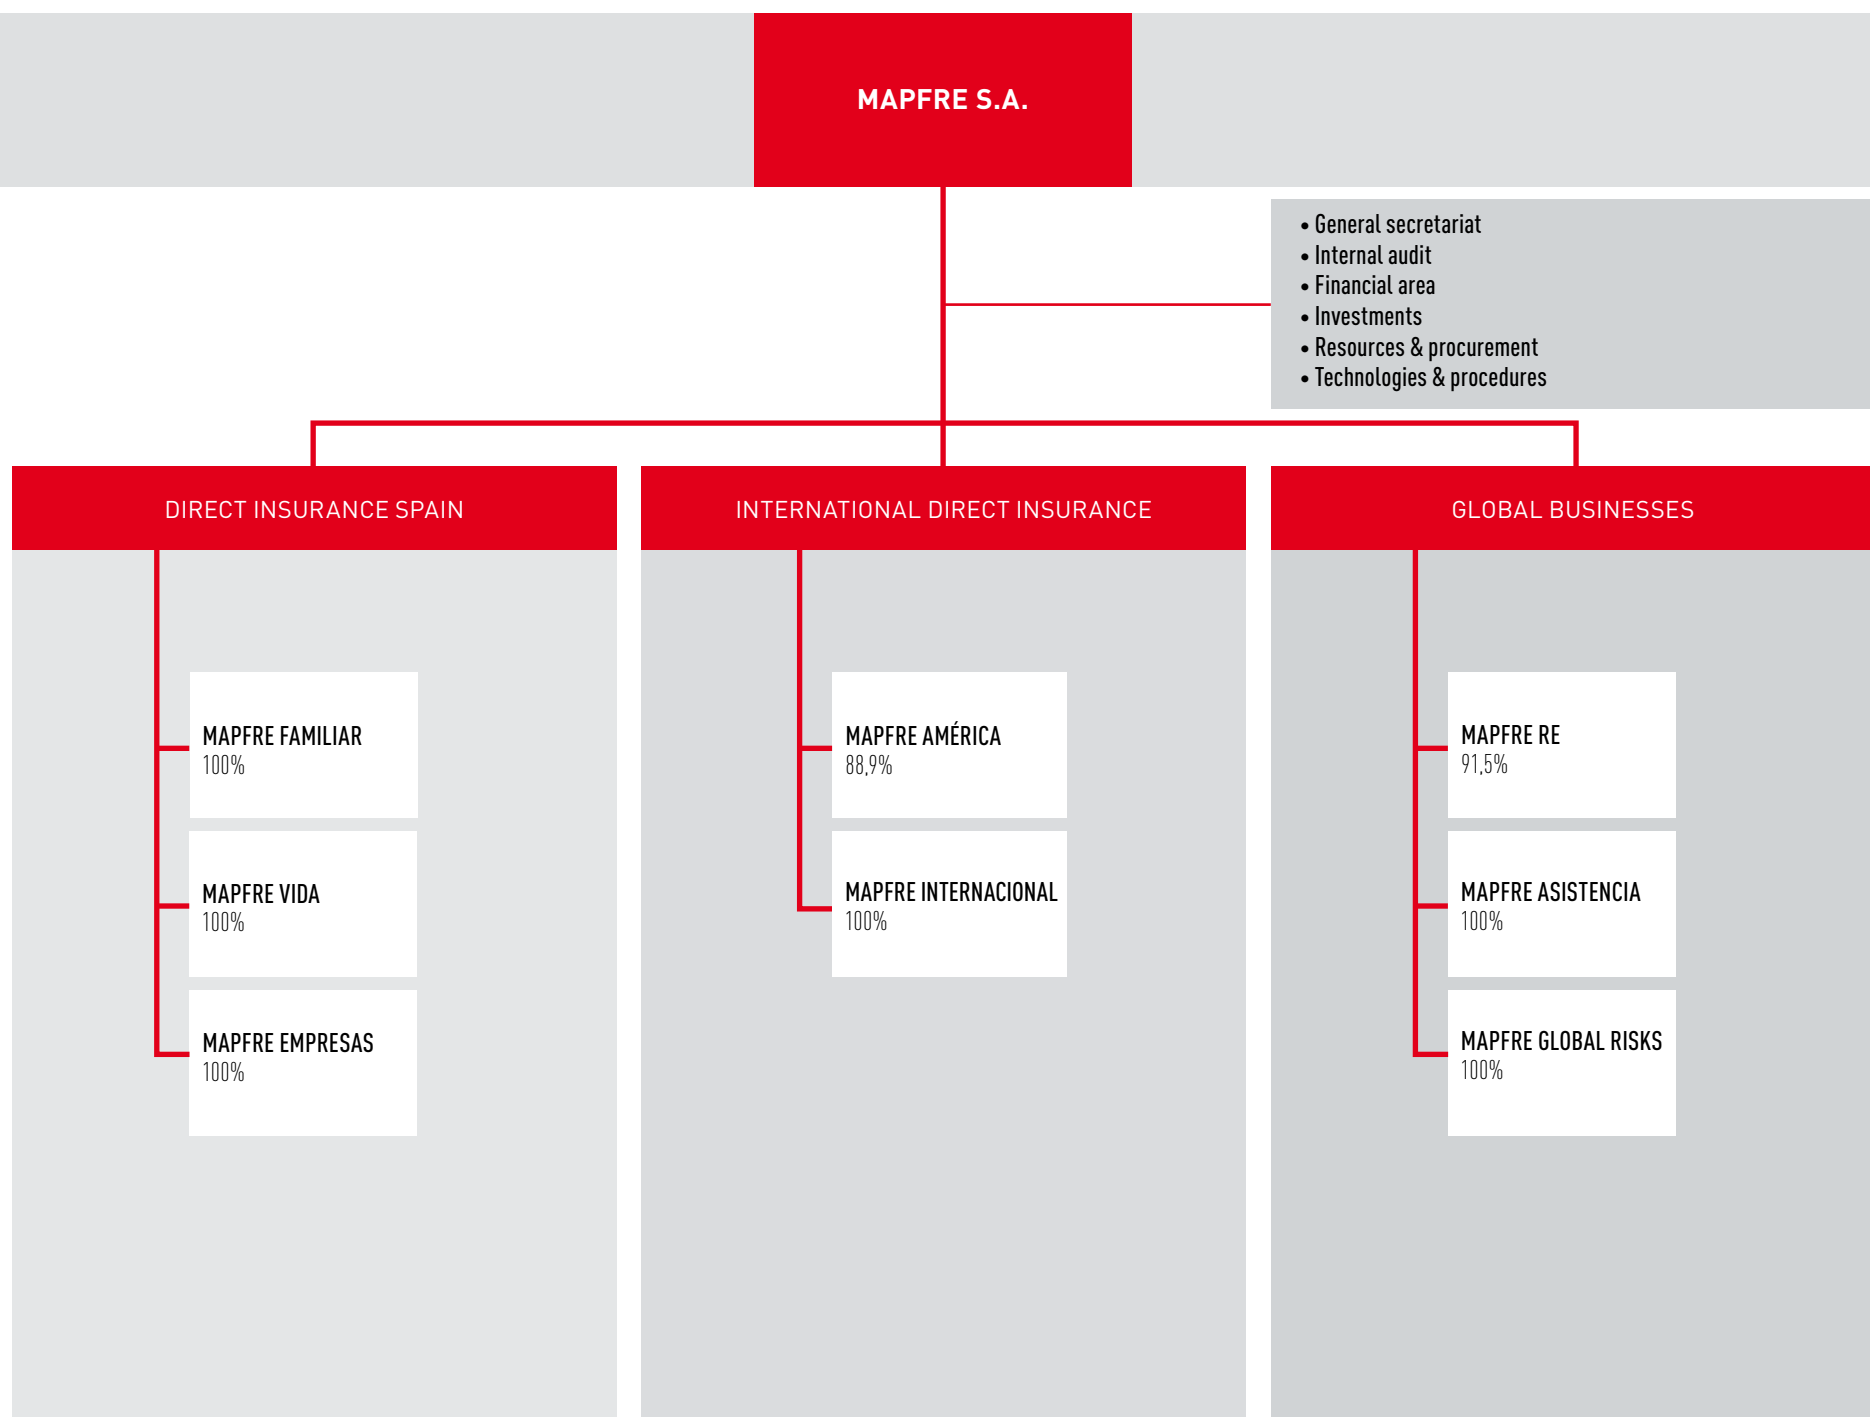 MAPFRE S.A.
• General secretariat
• Internal audit
• Financial area
• Investments
• Resources & procurement
• Technologies & procedures
DIRECT INSURANCE SPAIN
MAPFRE FAMILIAR
100%
MAPFRE VIDA
100%
MAPFRE EMPRESAS
100%
INTERNATIONAL DIRECT INSURANCE
MAPFRE AMÉRICA
88,9%
MAPFRE INTERNACIONAL
100%
GLOBAL BUSINESSES
MAPFRE RE
91,5%
MAPFRE ASISTENCIA
100%
MAPFRE GLOBAL RISKS
100%